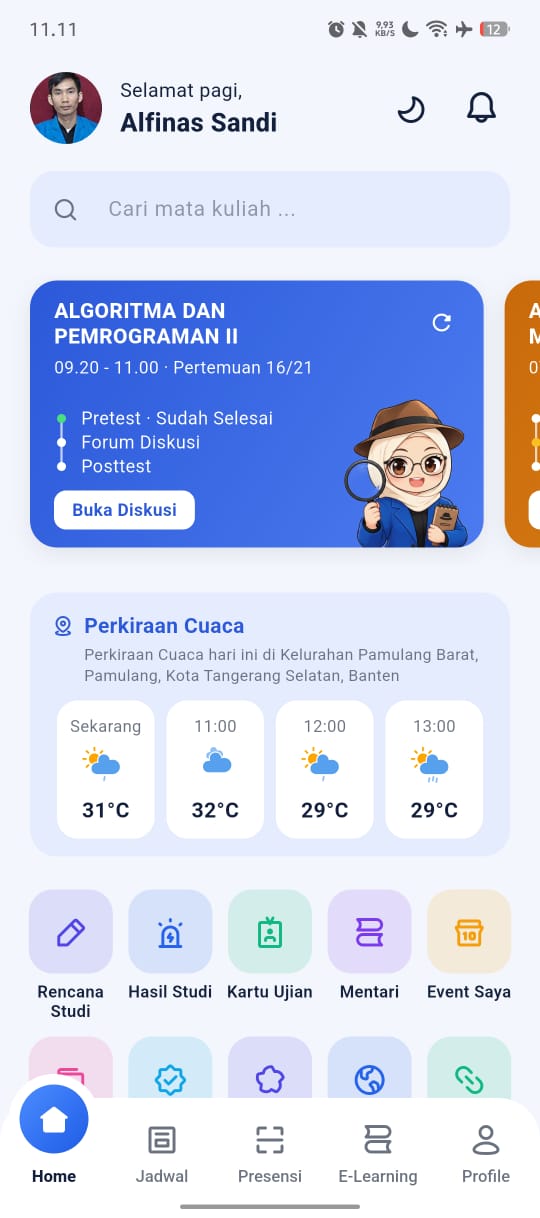 11.11
9,93
KB/S
12
Selamat pagi,
Alfinas Sandi
Cari mata kuliah ...
ALGORITMA DAN
PEMROGRAMAN II
09.20 - 11.00 · Pertemuan 16/21
Pretest · Sudah Selesai
Forum Diskusi
Posttest
Buka Diskusi
Perkiraan Cuaca
Perkiraan Cuaca hari ini di Kelurahan Pamulang Barat,
Pamulang, Kota Tangerang Selatan, Banten
Sekarang 11:00 12:00 13:00
31°C 32°C 29°C 29°C
10
Rencana Hasil Studi Kartu Ujian Mentari Event Saya
Studi
Home Jadwal Presensi E-Learning Profile